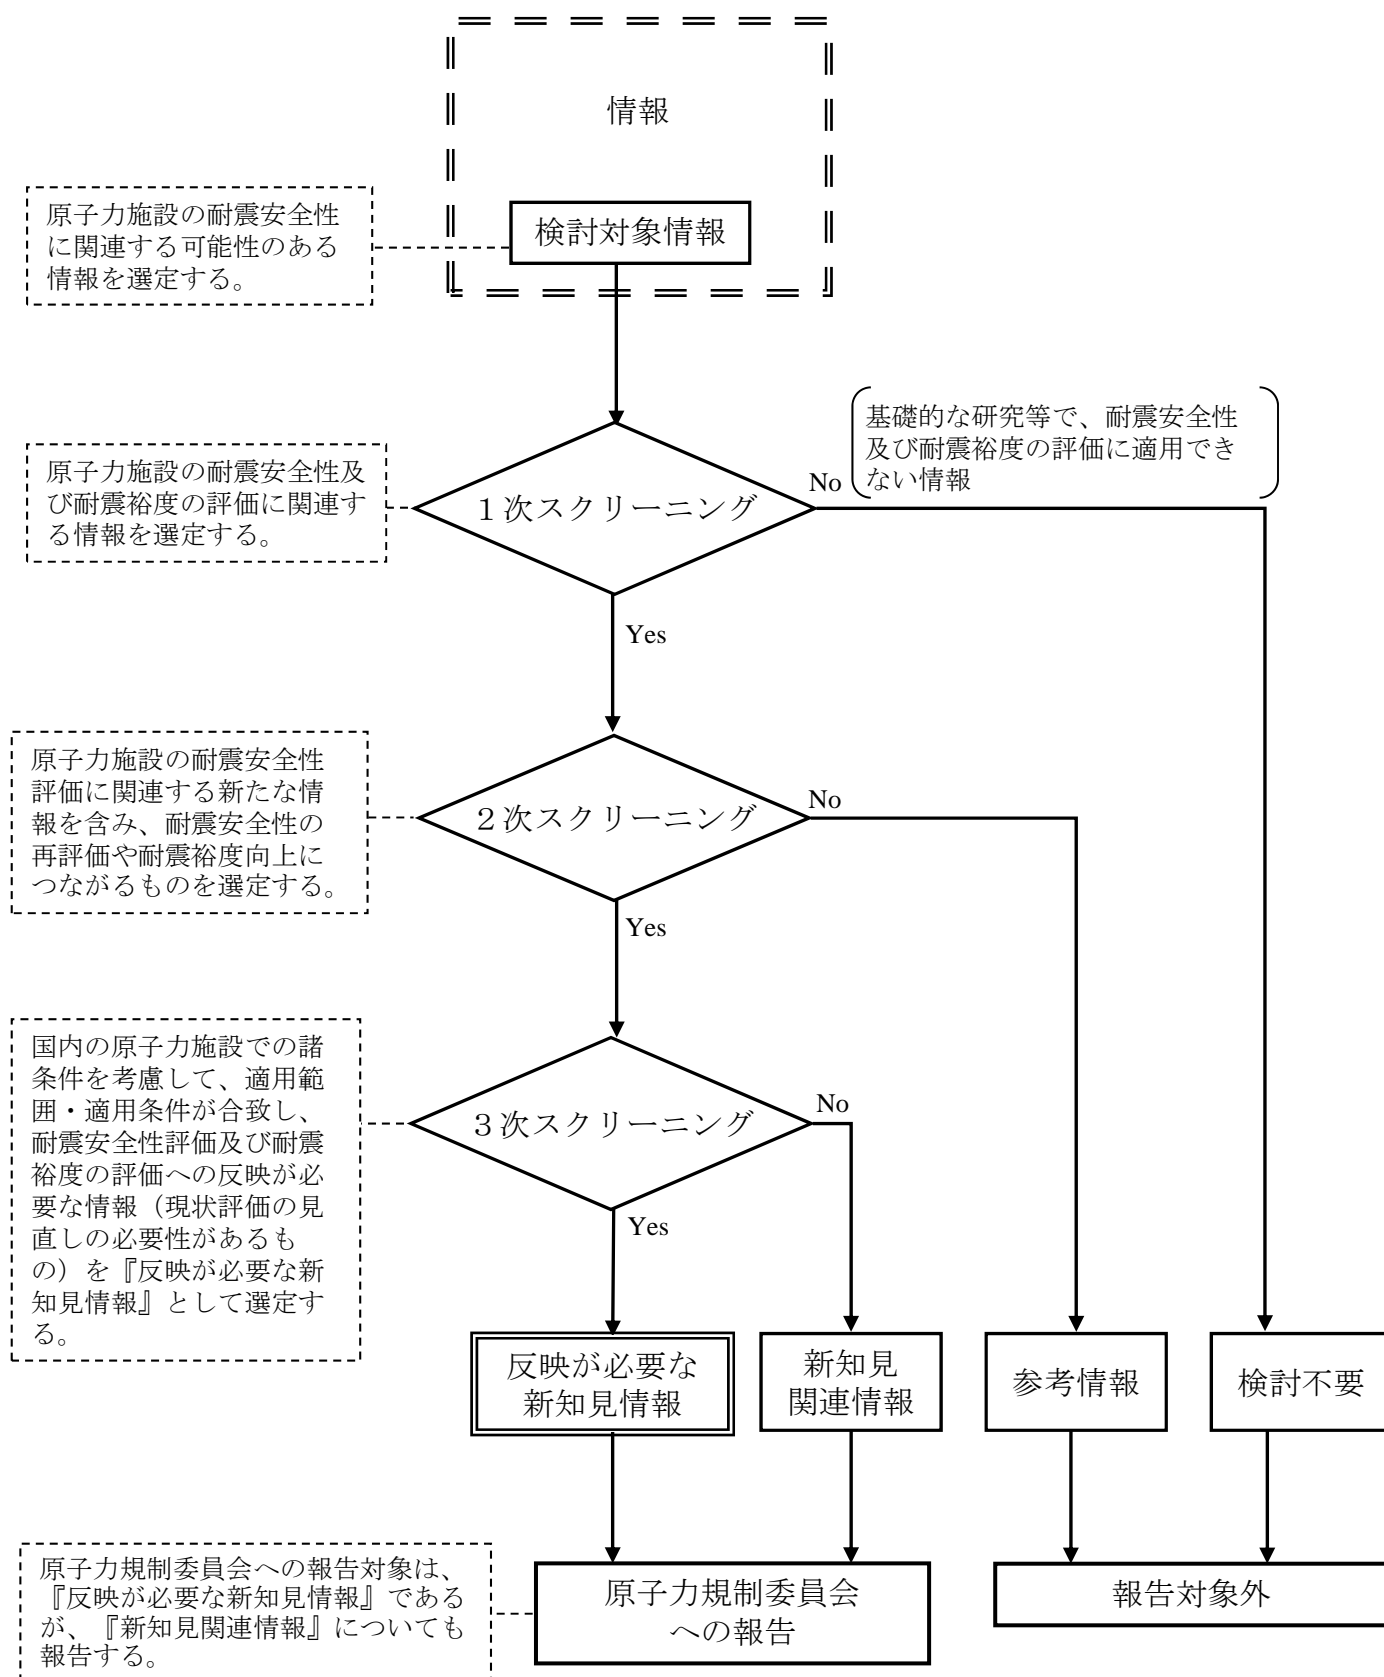 情報
検討対象情報
原子力施設の耐震安全性
に関連する可能性のある
情報を選定する。
基礎的な研究等で、耐震安全性
及び耐震裕度の評価に適用でき
ない情報
原子力施設の耐震安全性及
び耐震裕度の評価に関連す
る情報を選定する。
１次スクリーニング
No
Yes
原子力施設の耐震安全性
評価に関連する新たな情
報を含み、耐震安全性の
再評価や耐震裕度向上に
つながるものを選定する。
２次スクリーニング
No
Yes
国内の原子力施設での諸
条件を考慮して、適用範
囲・適用条件が合致し、
耐震安全性評価及び耐震
裕度の評価への反映が必
要な情報（現状評価の見
直しの必要性があるも
の）を『反映が必要な新
知見情報』として選定す
る。
３次スクリーニング
No
Yes
反映が必要な
新知見情報
新知見
関連情報
参考情報
検討不要
原子力規制委員会への報告対象は、
『反映が必要な新知見情報』である
が、『新知見関連情報』についても
報告する。
原子力規制委員会
への報告
報告対象外